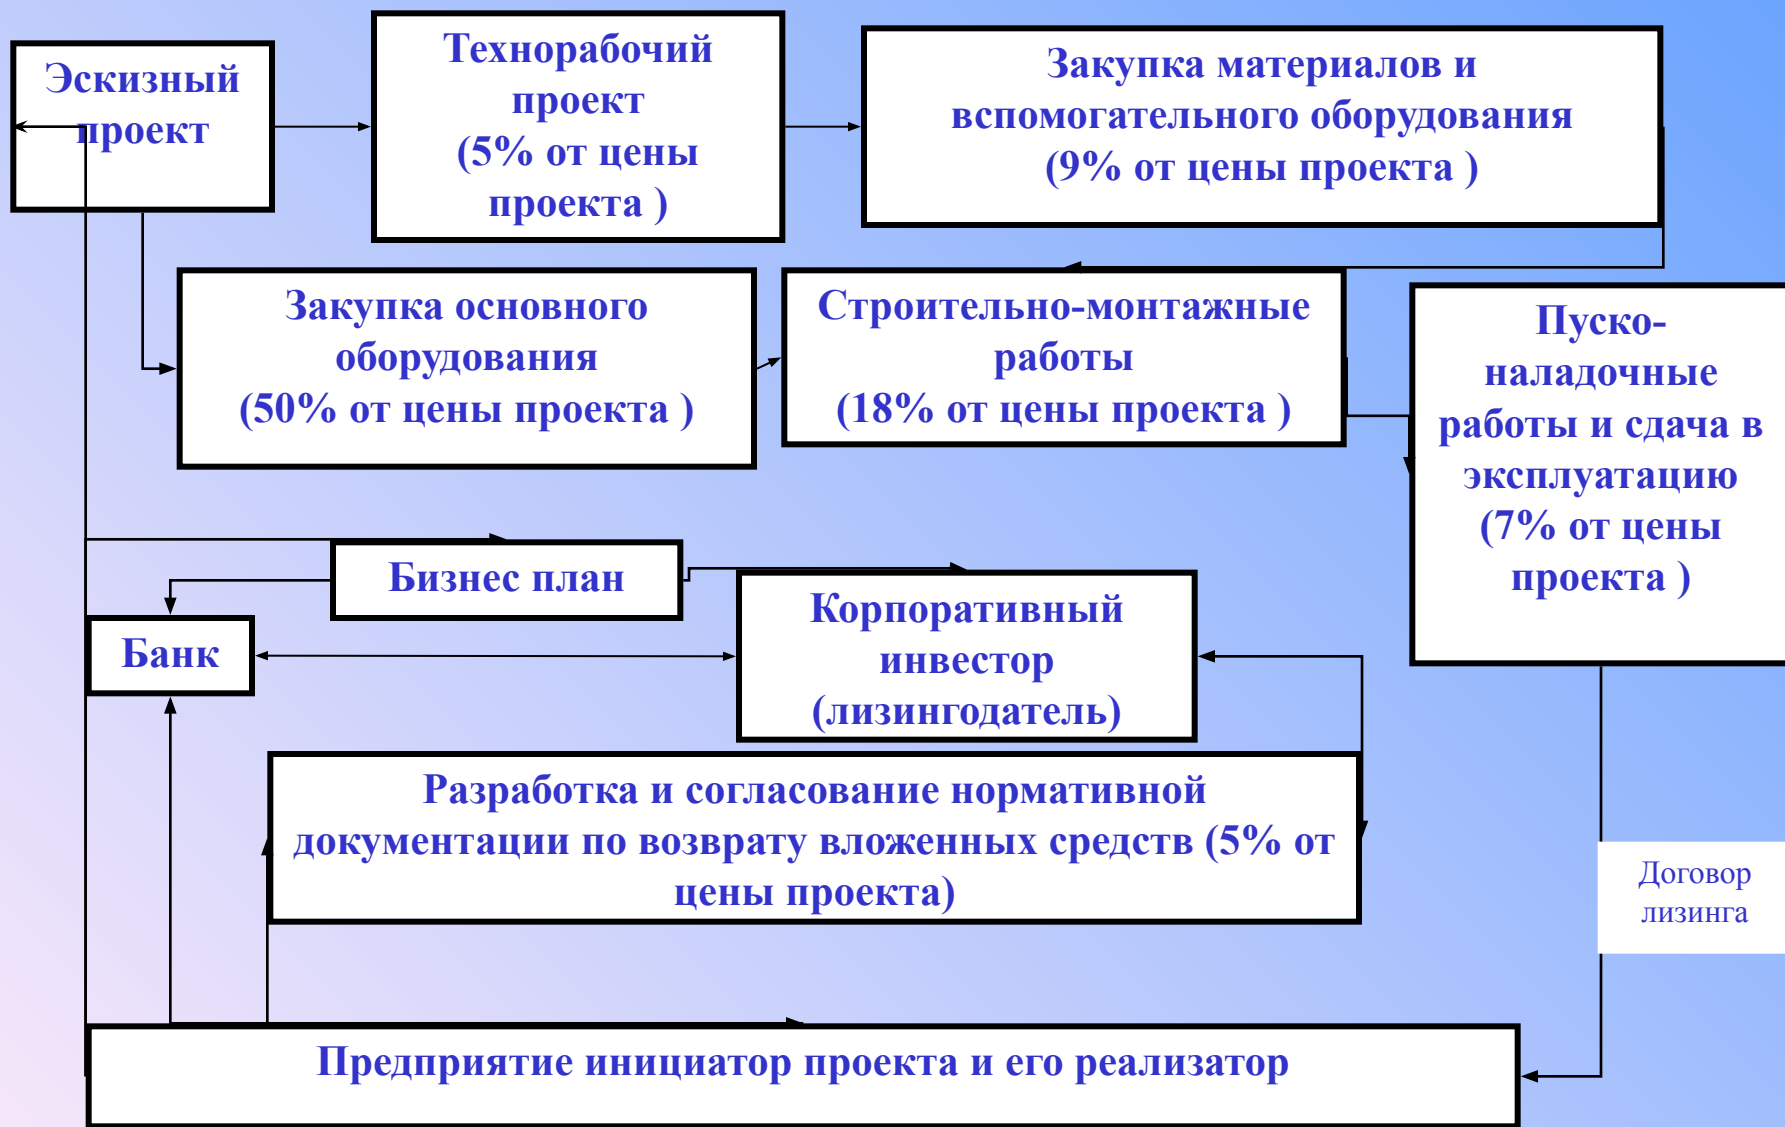 Эскизный
проект
Технорабочий
проект
(5% от цены
проекта )
Закупка материалов и
вспомогательного оборудования
(9% от цены проекта )
Закупка основного
оборудования
(50% от цены проекта )
Строительно-монтажные
работы
(18% от цены проекта )
Пуско-
наладочные
работы и сдача в
эксплуатацию
(7% от цены
проекта )
Бизнес план
Банк
Корпоративный
инвестор
(лизингодатель)
Разработка и согласование нормативной
документации по возврату вложенных средств (5% от
цены проекта)
Договор
лизинга
Предприятие инициатор проекта и его реализатор